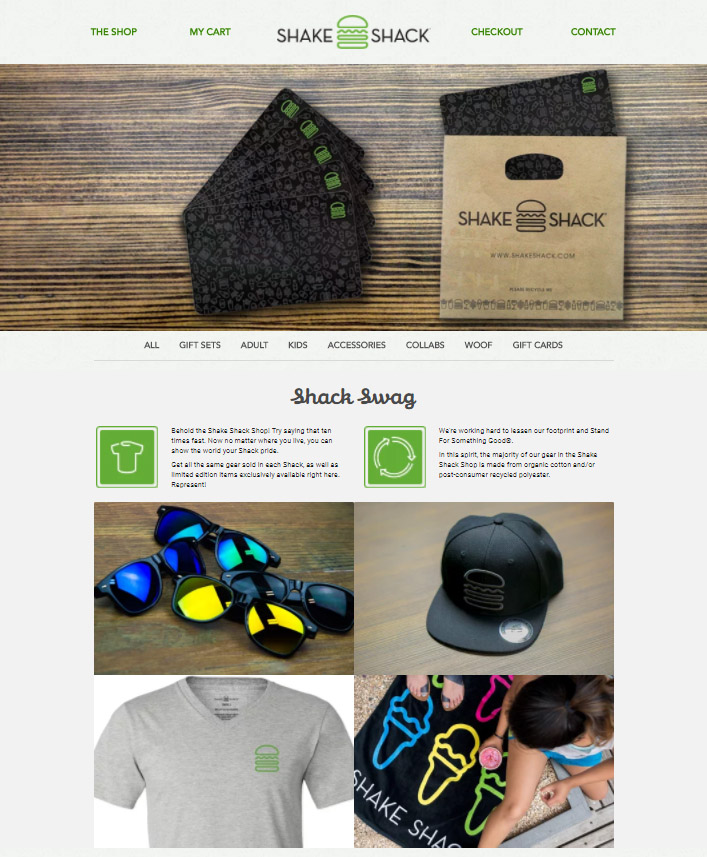 THE SHOP
MY CART
SHAKE SHACK
CHECKOUT
CONTACT
SHAKE SHACK
WWW.SHAKESHACK.COM
PLEASE RECYCLE ME
ALL
GIFT SETS
ADULT
KIDS
ACCESSORIES
COLLABS
WOOF
GIFT CARDS
Shack Swag
Behold the Shake Shack Shop! Try saying that ten
times fast. Now no matter where you live, you can
show the world your Shack pride.
Get all the same gear sold in each Shack, as well as
limited edition items exclusively available right here.
Represent!
We're working hard to lessen our footprint and Stand
For Something Good®.
In this spirit, the majority of our gear in the Shake
Shack Shop is made from organic cotton and/or
post-consumer recycled polyester.
SHAKE SHAC